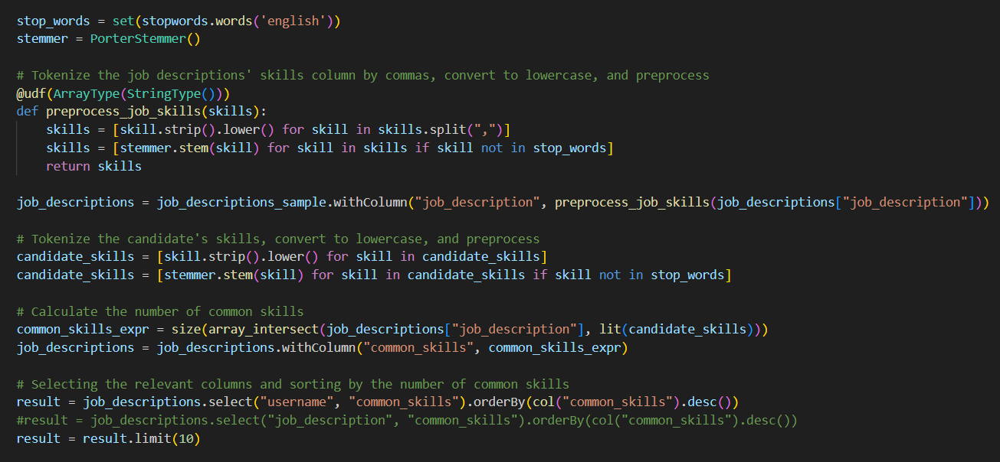 stop_words = set(stopwords.words('english'))
stemmer = PorterStemmer()

# Tokenize the job descriptions' skills column by commas, convert to lowercase, and preprocess
@udf(ArrayType(StringType()))
def preprocess_job_skills(skills):
    skills = [skill.strip().lower() for skill in skills.split(",")]
    skills = [stemmer.stem(skill) for skill in skills if skill not in stop_words]
    return skills

job_descriptions = job_descriptions_sample.withColumn("job_description", preprocess_job_skills(job_descriptions["job_description"]))

# Tokenize the candidate's skills, convert to lowercase, and preprocess
candidate_skills = [skill.strip().lower() for skill in candidate_skills]
candidate_skills = [stemmer.stem(skill) for skill in candidate_skills if skill not in stop_words]

# Calculate the number of common skills
common_skills_expr = size(array_intersect(job_descriptions["job_description"], lit(candidate_skills)))
job_descriptions = job_descriptions.withColumn("common_skills", common_skills_expr)

# Selecting the relevant columns and sorting by the number of common skills
result = job_descriptions.select("username", "common_skills").orderBy(col("common_skills").desc())
#result = job_descriptions.select("job_description", "common_skills").orderBy(col("common_skills").desc())
result = result.limit(10)